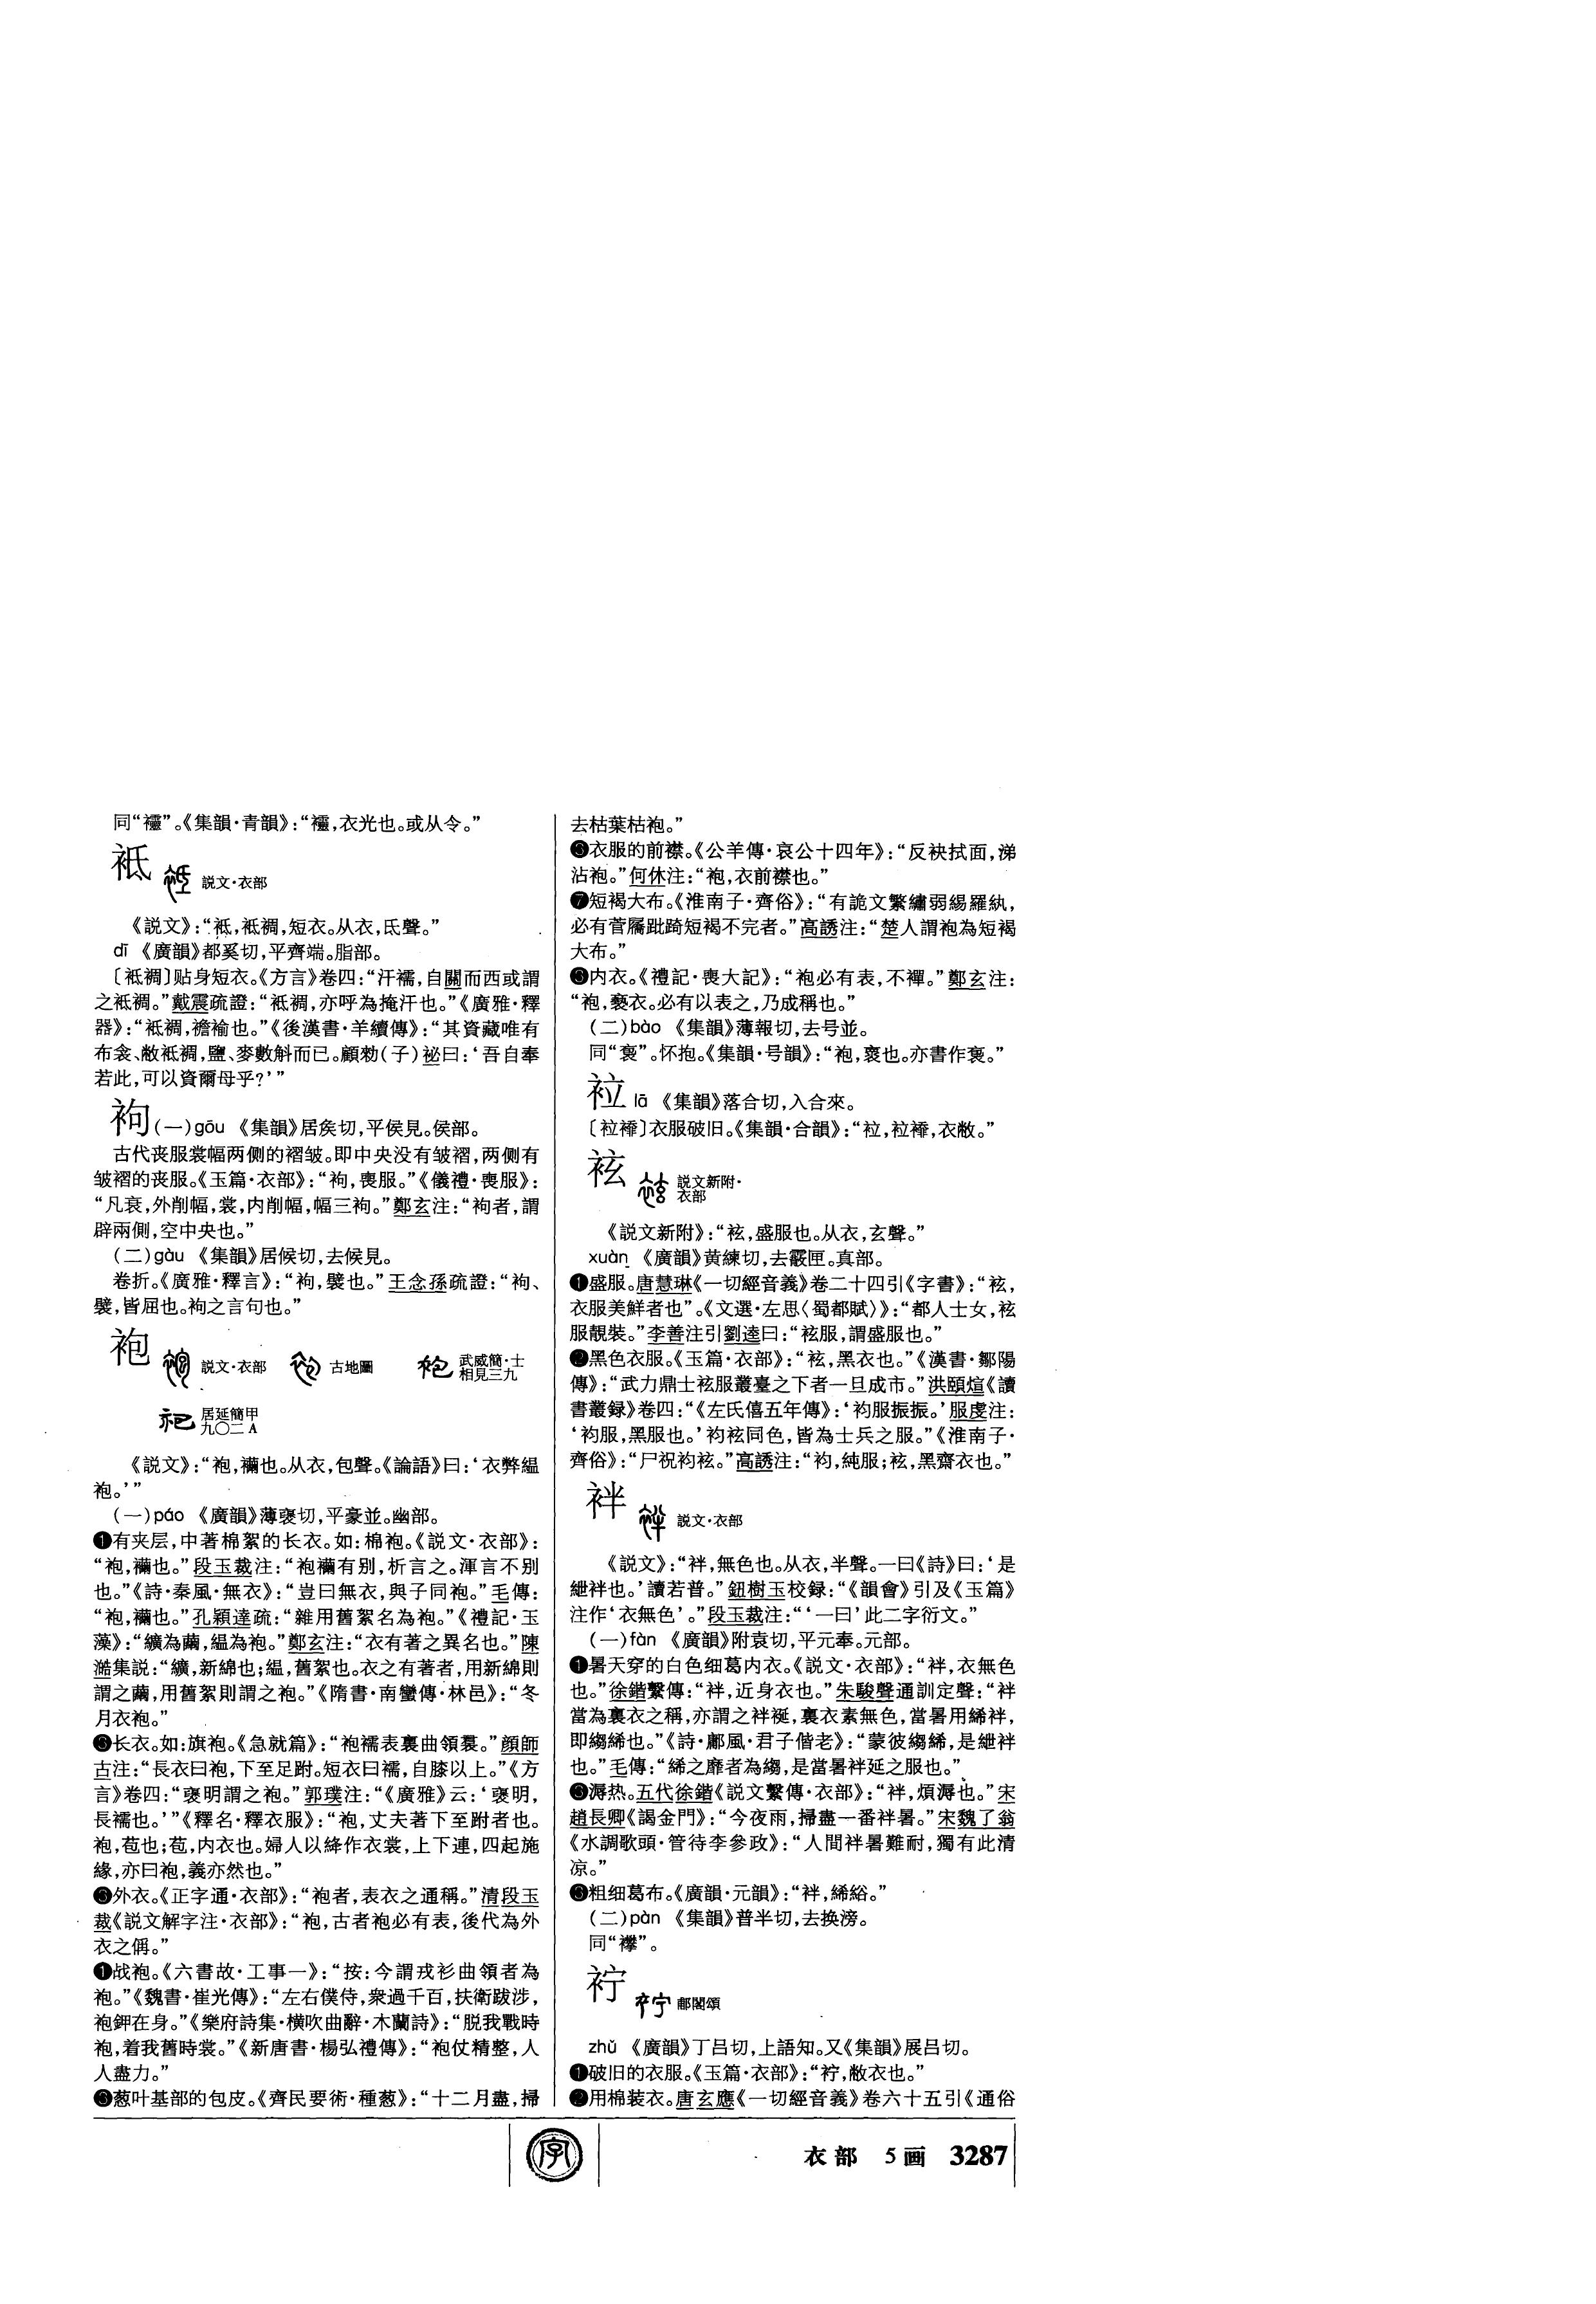 同“𧟙”。《集韻·青韻》：“𧟙，衣光也。或从令。”
袛
説文·衣部
《説文》：“袛，袛裯，短衣。从衣，氐聲。”
dī 《廣韻》都奚切，平齊端。脂部。
〔袛裯〕贴身短衣。《方言》卷四：“汗襦，自關而西或謂
之袛裯。”戴震疏證：“袛裯，亦呼為掩汗也。”《廣雅·釋
器》：“袛裯，襜褕也。”《後漢書·羊續傳》：“其資藏唯有
布衾、敝袛裯，鹽、麥數斛而已。顧勑（子）祕曰：‘吾自奉
若此，可以資爾母乎？’”
袧（一）gōu 《集韻》居矦切，平侯見。侯部。
古代丧服裳幅两侧的褶皱。即中央没有皱褶，两侧有
皱褶的丧服。《玉篇·衣部》：“袧，喪服。”《儀禮·喪服》：
“凡衰，外削幅，裳，内削幅，幅三袧。”鄭玄注：“袧者，謂
辟兩側，空中央也。”
（二）gàu 《集韻》居候切，去候見。
卷折。《廣雅·釋言》：“袧，襞也。”王念孫疏證：“袧、
襞，皆屈也。袧之言句也。”
袍
説文·衣部 古地圖 武威簡·士
相見三九
居延簡甲
九〇二A
《説文》：“袍，襺也。从衣，包聲。《論語》曰：‘衣弊緼
袍。’”
（一）páo 《廣韻》薄襃切，平豪並。幽部。
❶有夹层，中著棉絮的长衣。如：棉袍。《説文·衣部》：
“袍，襺也。”段玉裁注：“袍襺有别，析言之。渾言不别
也。”《詩·秦風·無衣》：“豈曰無衣，與子同袍。”毛傳：
“袍，襺也。”孔穎達疏：“雜用舊絮名為袍。”《禮記·玉
藻》：“纊為繭，緼為袍。”鄭玄注：“衣有著之異名也。”陳
澔集説：“纊，新綿也；緼，舊絮也。衣之有著者，用新綿則
謂之繭，用舊絮則謂之袍。”《隋書·南蠻傳·林邑》：“冬
月衣袍。”
❸长衣。如：旗袍。《急就篇》：“袍襦表裏曲領帬。”顔師
古注：“長衣曰袍，下至足跗。短衣曰襦，自膝以上。”《方
言》卷四：“襃明謂之袍。”郭璞注：“《廣雅》云：‘襃明，
長襦也。’”《釋名·釋衣服》：“袍，丈夫著下至跗者也。
袍，苞也；苞，内衣也。婦人以絳作衣裳，上下連，四起施
緣，亦曰袍，義亦然也。”
❸外衣。《正字通·衣部》：“袍者，表衣之通稱。”清段玉
裁《説文解字注·衣部》：“袍，古者袍必有表，後代為外
衣之偁。”
❶战袍。《六書故·工事一》：“按：今謂戎衫曲領者為
袍。”《魏書·崔光傳》：“左右僕侍，衆過千百，扶衛跋涉，
袍鉀在身。”《樂府詩集·横吹曲辭·木蘭詩》：“脱我戰時
袍，着我舊時裳。”《新唐書·楊弘禮傳》：“袍仗精整，人
人盡力。”
❸葱叶基部的包皮。《齊民要術·種葱》：“十二月盡，掃
去枯葉枯袍。”
❸衣服的前襟。《公羊傳·哀公十四年》：“反袂拭面，涕
沾袍。”何休注：“袍，衣前襟也。”
❼短褐大布。《淮南子·齊俗》：“有詭文繁繡弱緆羅紈，
必有菅屩跐踦短褐不完者。”高誘注：“楚人謂袍為短褐
大布。”
❸内衣。《禮記·喪大記》：“袍必有表，不襌。”鄭玄注：
“袍，褻衣。必有以表之，乃成稱也。”
（二）bào 《集韻》薄報切，去号並。
同“袌”。怀抱。《集韻·号韻》：“袍，裒也。亦書作袌。”
𧘸 lā 《集韻》落合切，入合來。
衣服破旧。《集韻·合韻》：
袨
説文新附·
衣部
《説文新附》：“袨，盛服也。从衣，玄聲。”
xuàn 《廣韻》黄練切，去霰匣。真部。
❶盛服。唐慧琳《一切經音義》卷二十四引《字書》：“袨，
衣服美鮮者也”。《文選·左思〈蜀都賦〉》：“都人士女，袨
服靚裝。”李善注引劉逵曰：“袨服，謂盛服也。”
❷黑色衣服。《玉篇·衣部》：“袨，黑衣也。”《漢書·鄒陽
傳》：“武力鼎士袨服叢臺之下者一旦成市。”洪頤煊《讀
書叢録》卷四：“《左氏僖五年傳》：‘袀服振振。’服虔注：
‘袀服，黑服也。’袀袨同色，皆為士兵之服。”《淮南子·
齊俗》：“尸祝袀袨。”高誘注：“袀，純服；袨，黑齋衣也。”
袢
説文·衣部
《説文》：“袢，無色也。从衣，半聲。一曰《詩》曰：‘是
紲袢也。’讀若普。”鈕樹玉校録：“《韻會》引及《玉篇》
注作‘衣無色’。”段玉裁注：“‘一曰’此二字衍文。”
（一）fàn 《廣韻》附袁切，平元奉。元部。
❶暑天穿的白色细葛内衣。《説文·衣部》：“袢，衣無色
也。”徐鍇繫傳：“袢，近身衣也。”朱駿聲通訓定聲：“袢
當為裏衣之稱，亦謂之袢裷，裏衣素無色，當暑用絺袢，
即縐絺也。”《詩·鄘風·君子偕老》：“蒙彼縐絺，是紲袢
也。”毛傳：“絺之靡者為縐，是當暑袢延之服也。”
❸溽热。五代徐鍇《説文繫傳·衣部》：“袢，煩溽也。”宋
趙長卿《謁金門》：“今夜雨，掃盡一番袢暑。”宋魏了翁
《水調歌頭·管待李參政》：“人間袢暑難耐，獨有此清
凉。”
❸粗细葛布。《廣韻·元韻》：“袢，絺綌。”
（二）pàn 《集韻》普半切，去换滂。
同“襻”。
䘢
郙閣頌
zhǔ 《廣韻》丁吕切，上語知。又《集韻》展吕切。
❶破旧的衣服。《玉篇·衣部》：“䘢，敝衣也。”
❷用棉装衣。唐玄應《一切經音義》卷六十五引《通俗
字
衣部 5画 3287